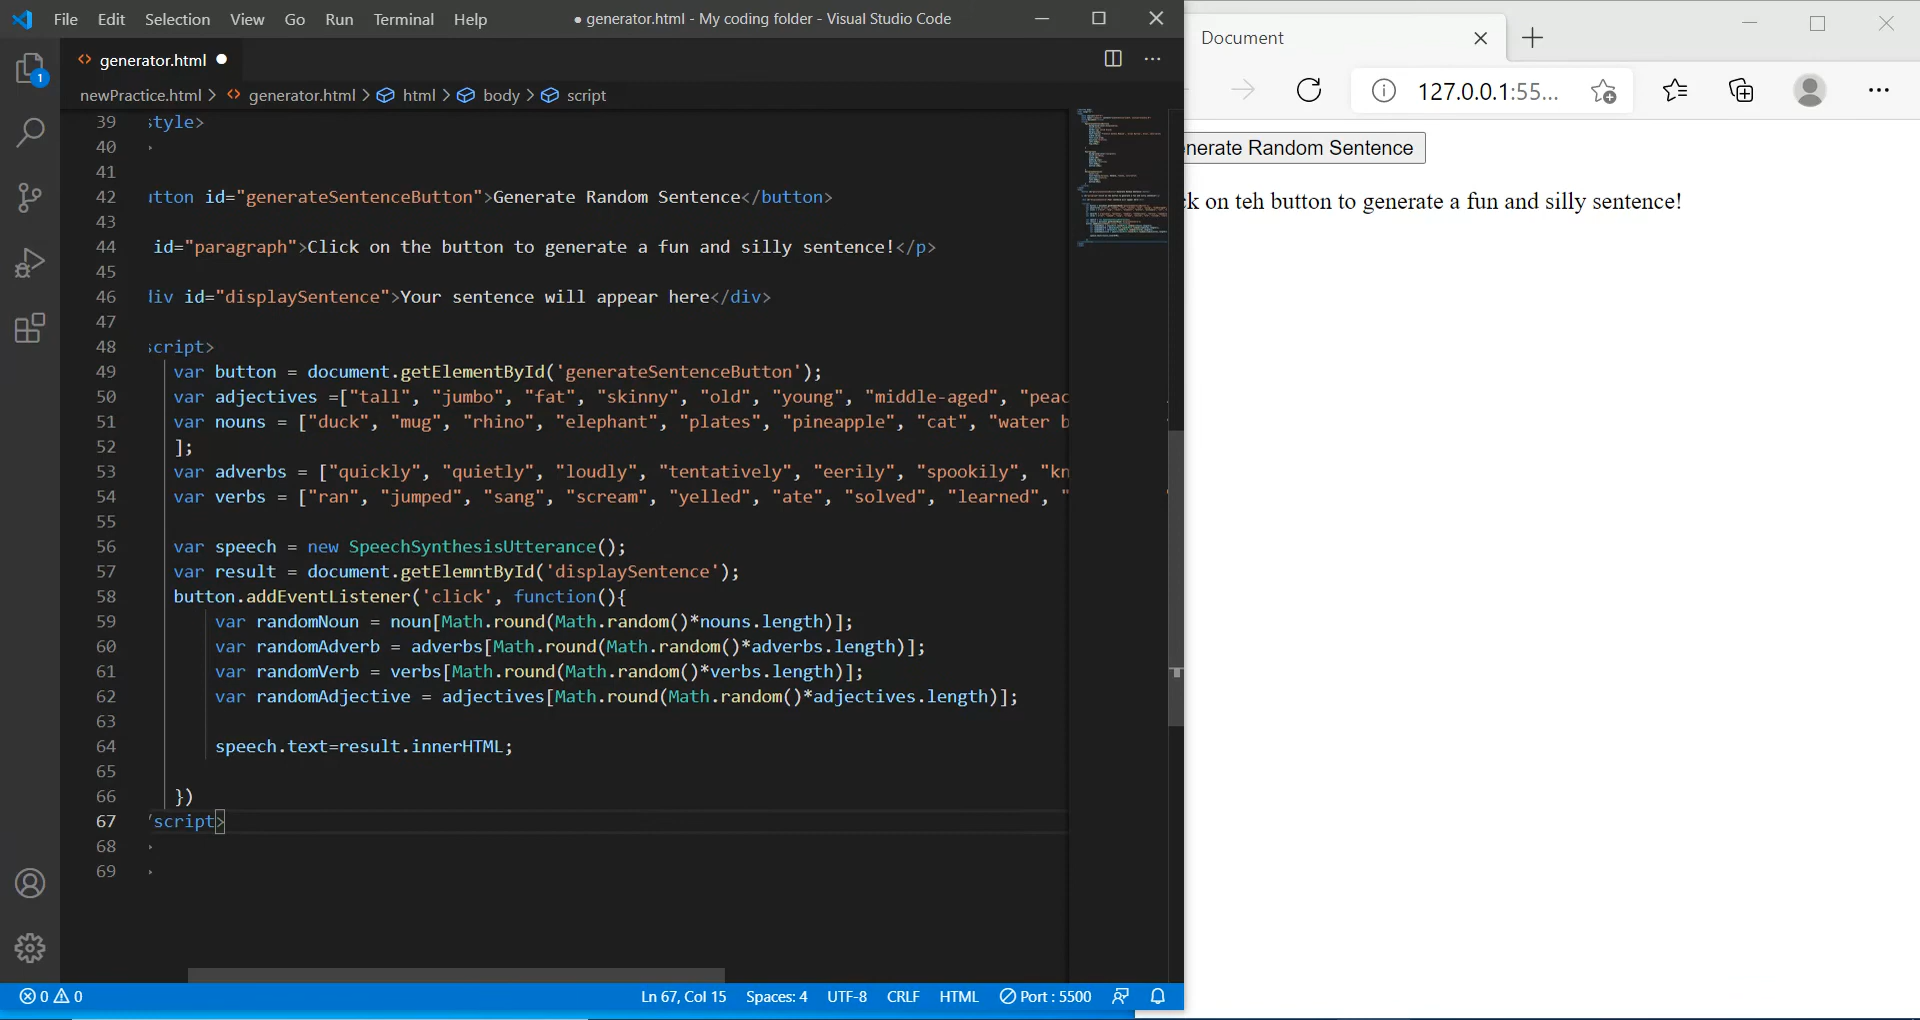 File Edit Selection View Go Run Terminal Help
● generator.html - My coding folder - Visual Studio Code
generator.html
newPractice.html > generator.html > html > body > script
39 style>
40
41
42 utton id="generateSentenceButton">Generate Random Sentence</button>
43
44 id="paragraph">Click on the button to generate a fun and silly sentence!</p>
45
46 div id="displaySentence">Your sentence will appear here</div>
47
48 script>
49 var button = document.getElementById('generateSentenceButton');
50 var adjectives =["tall", "jumbo", "fat", "skinny", "old", "young", "middle-aged", "peac
51 var nouns = ["duck", "mug", "rhino", "elephant", "plates", "pineapple", "cat", "water b
52 ];
53 var adverbs = ["quickly", "quietly", "loudly", "tentatively", "eerily", "spookily", "kn
54 var verbs = ["ran", "jumped", "sang", "scream", "yelled", "ate", "solved", "learned", "
55
56 var speech = new SpeechSynthesisUtterance();
57 var result = document.getElemntById('displaySentence');
58 button.addEventListener('click', function(){
59 var randomNoun = noun[Math.round(Math.random()*nouns.length)];
60 var randomAdverb = adverbs[Math.round(Math.random()*adverbs.length)];
61 var randomVerb = verbs[Math.round(Math.random()*verbs.length)];
62 var randomAdjective = adjectives[Math.round(Math.random()*adjectives.length)];
63
64 speech.text=result.innerHTML;
65
66 })
67 /script>
68
69
1
0 0 Ln 67, Col 15 Spaces: 4 UTF-8 CRLF HTML Port : 5500
Document
127.0.0.1:55...
nerate Random Sentence
ck on teh button to generate a fun and silly sentence!